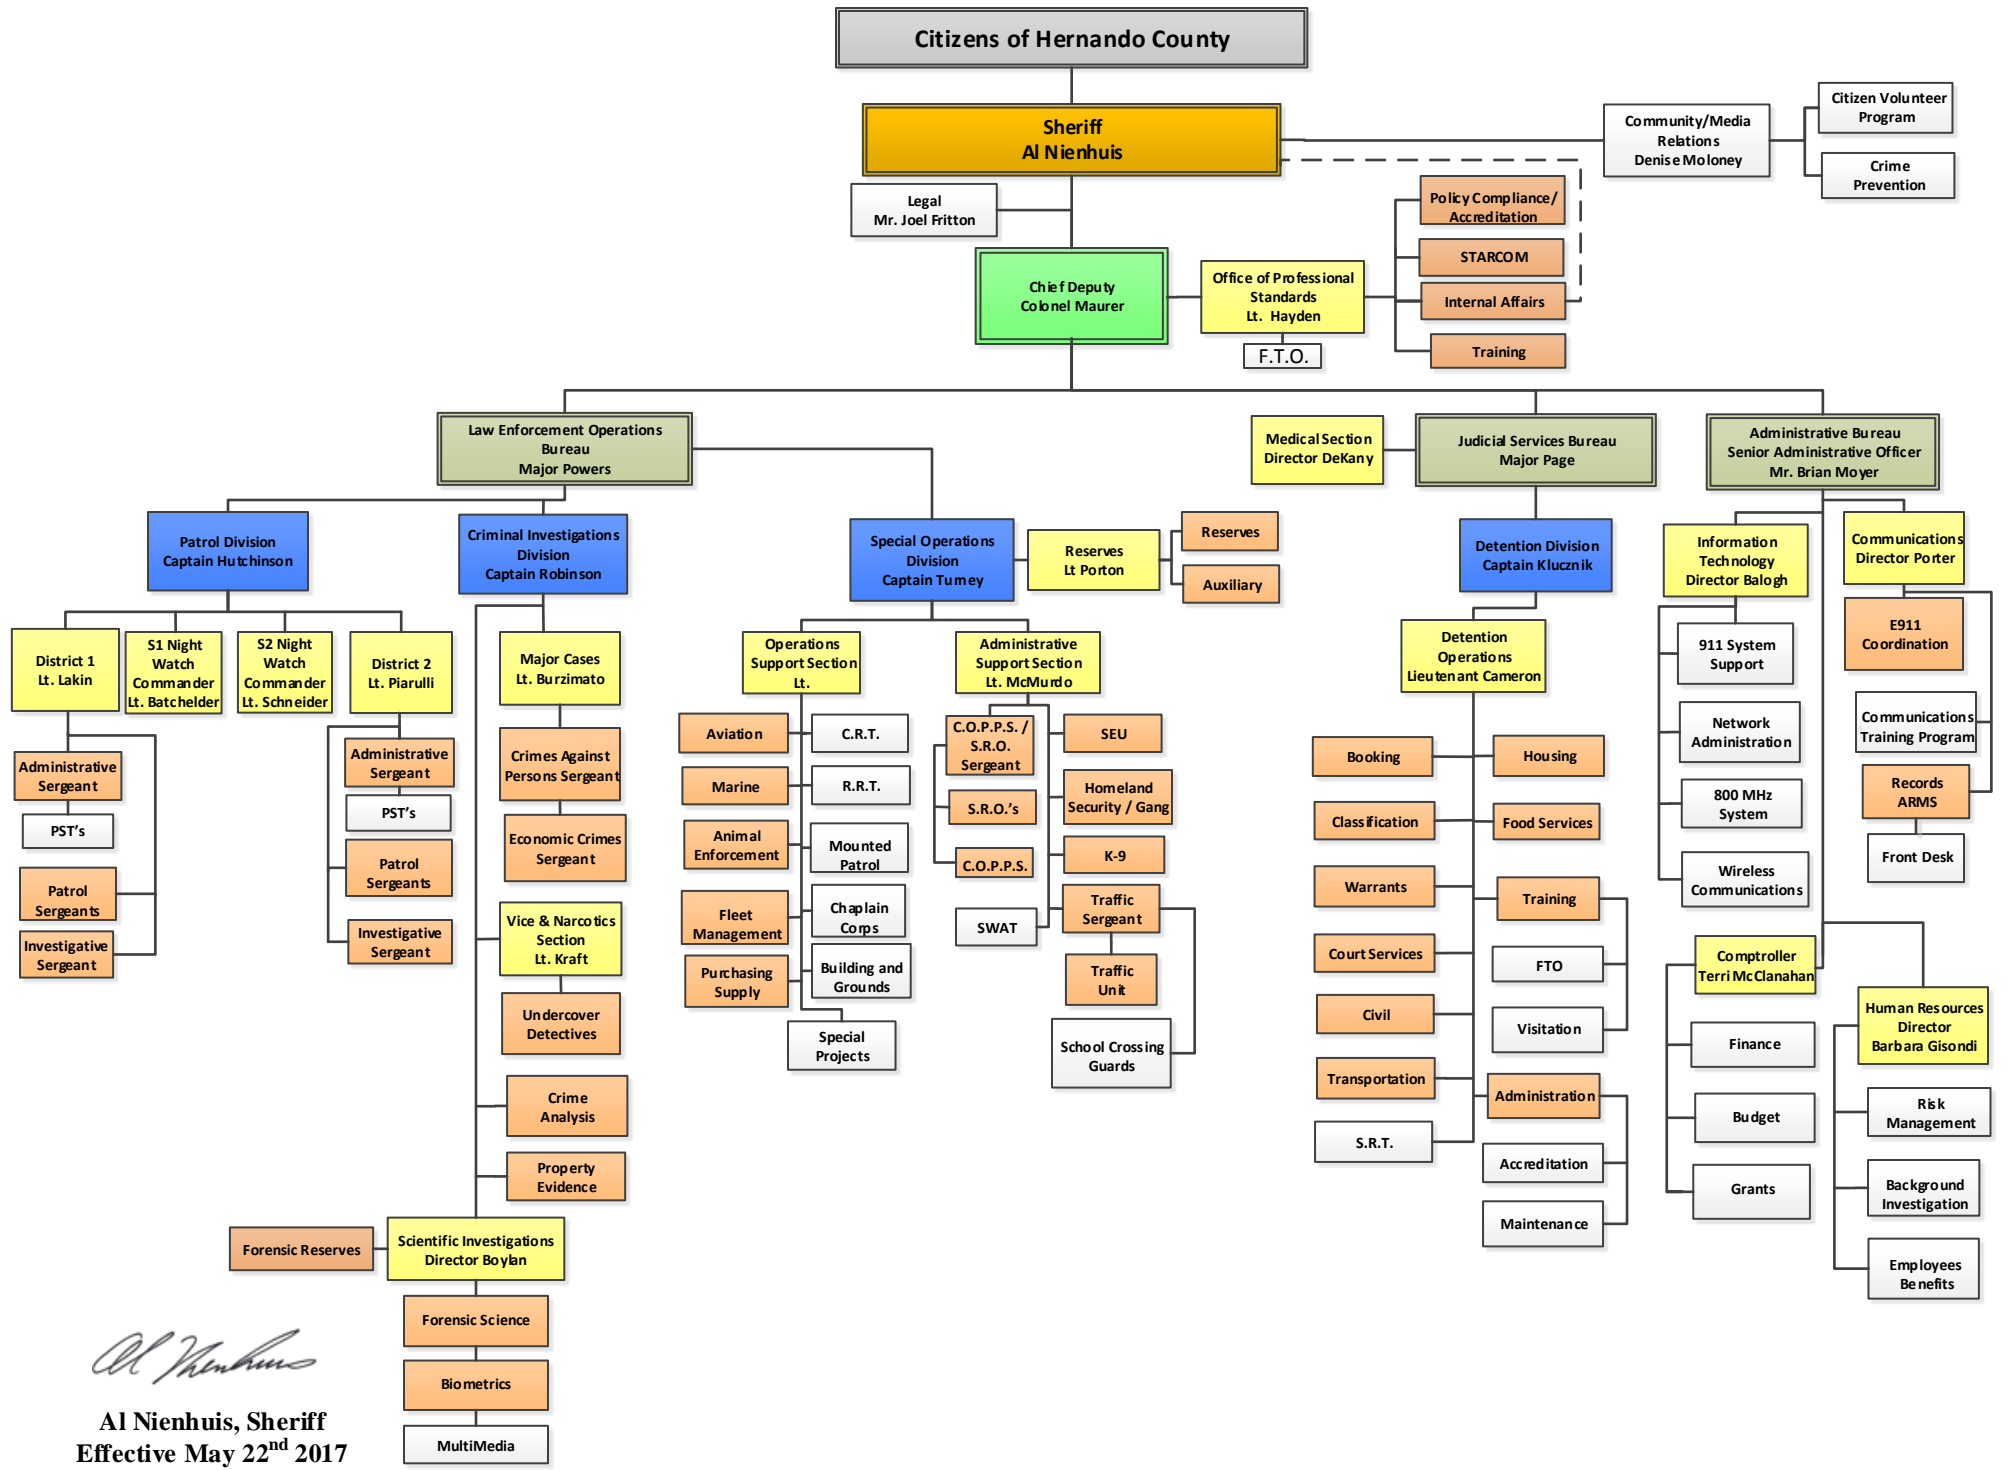 Citizens of Hernando County
Sheriff
Al Nienhuis
Community/Media
Relations
Denise Moloney
Citizen Volunteer
Program
Crime
Prevention
Legal
Mr. Joel Fritton
Policy Compliance/
Accreditation
STARCOM
Internal Affairs
Training
Chief Deputy
Colonel Maurer
Office of Professional
Standards
Lt. Hayden
F.T.O.
Law Enforcement Operations
Bureau
Major Powers
Medical Section
Director DeKany
Judicial Services Bureau
Major Page
Administrative Bureau
Senior Administrative Officer
Mr. Brian Moyer
Patrol Division
Captain Hutchinson
Criminal Investigations
Division
Captain Robinson
Special Operations
Division
Captain Turney
Reserves
Lt Porton
Reserves
Auxiliary
Detention Division
Captain Klucznik
Information
Technology
Director Balogh
Communications
Director Porter
District 1
Lt. Lakin
S1 Night
Watch
Commander
Lt. Batchelder
S2 Night
Watch
Commander
Lt. Schneider
District 2
Lt. Piarulli
Administrative
Sergeant
PST's
Patrol
Sergeants
Investigative
Sergeant
Administrative
Sergeant
PST's
Patrol
Sergeants
Investigative
Sergeant
Major Cases
Lt. Burzimato
Crimes Against
Persons Sergeant
Economic Crimes
Sergeant
Vice & Narcotics
Section
Lt. Kraft
Undercover
Detectives
Crime
Analysis
Property
Evidence
Forensic Reserves
Scientific Investigations
Director Boylan
Forensic Science
Biometrics
MultiMedia
Operations
Support Section
Lt.
Aviation
Marine
Animal
Enforcement
Fleet
Management
Purchasing
Supply
C.R.T.
R.R.T.
Mounted
Patrol
Chaplain
Corps
Building and
Grounds
Special
Projects
Administrative
Support Section
Lt. McMurdo
C.O.P.P.S. /
S.R.O.
Sergeant
S.R.O.'s
C.O.P.P.S.
SWAT
SEU
Homeland
Security / Gang
K-9
Traffic
Sergeant
Traffic
Unit
School Crossing
Guards
Detention
Operations
Lieutenant Cameron
Booking
Classification
Warrants
Court Services
Civil
Transportation
S.R.T.
Housing
Food Services
Training
FTO
Visitation
Administration
Accreditation
Maintenance
911 System
Support
Network
Administration
800 MHz
System
Wireless
Communications
E911
Coordination
Communications
Training Program
Records
ARMS
Front Desk
Comptroller
Terri McClanahan
Finance
Budget
Grants
Human Resources
Director
Barbara Gisondi
Risk
Management
Background
Investigation
Employees
Benefits
Al Nienhuis
Al Nienhuis, Sheriff
Effective May 22nd 2017